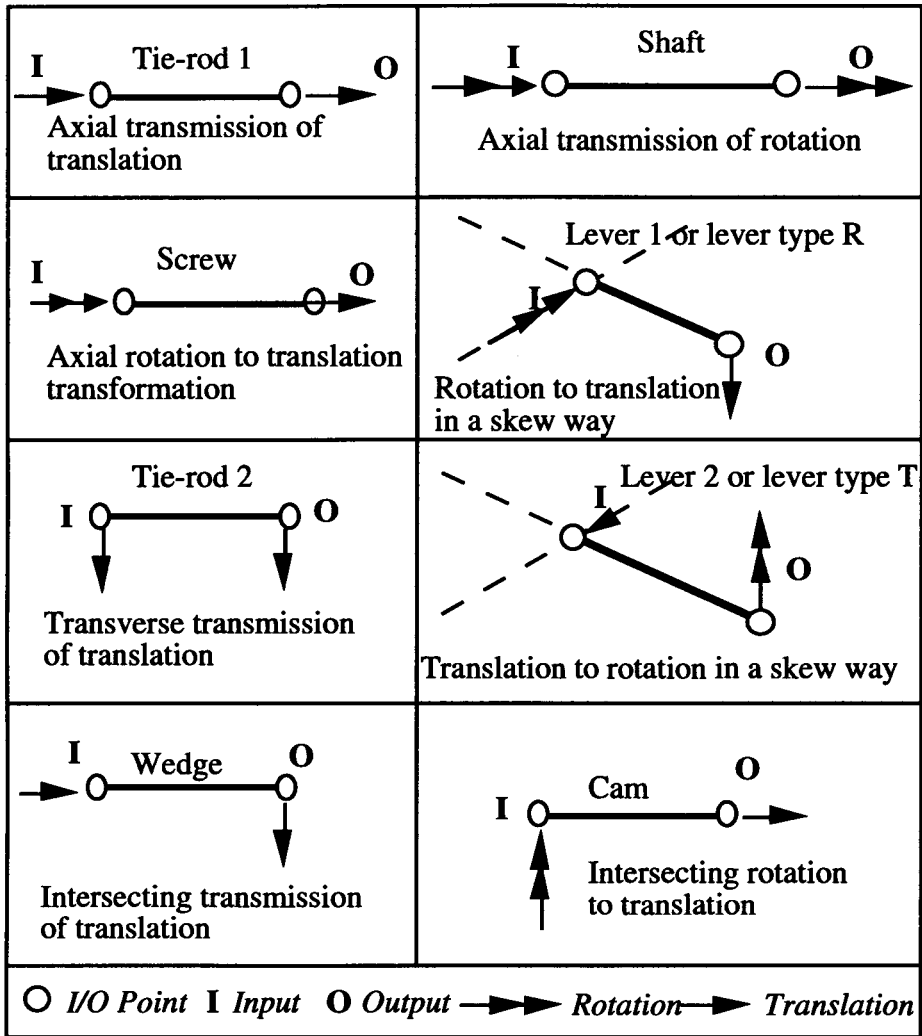 Tie-rod 1
I
O
Axial transmission of
translation
Shaft
I
O
Axial transmission of rotation
Screw
I
O
Axial rotation to translation
transformation
Lever 1 or lever type R
I
O
Rotation to translation
in a skew way
Tie-rod 2
I
O
Transverse transmission
of translation
Lever 2 or lever type T
I
O
Translation to rotation in a skew way
I
Wedge
O
Intersecting transmission
of translation
O
I
Cam
Intersecting rotation
to translation
I/O Point I Input O Output Rotation Translation